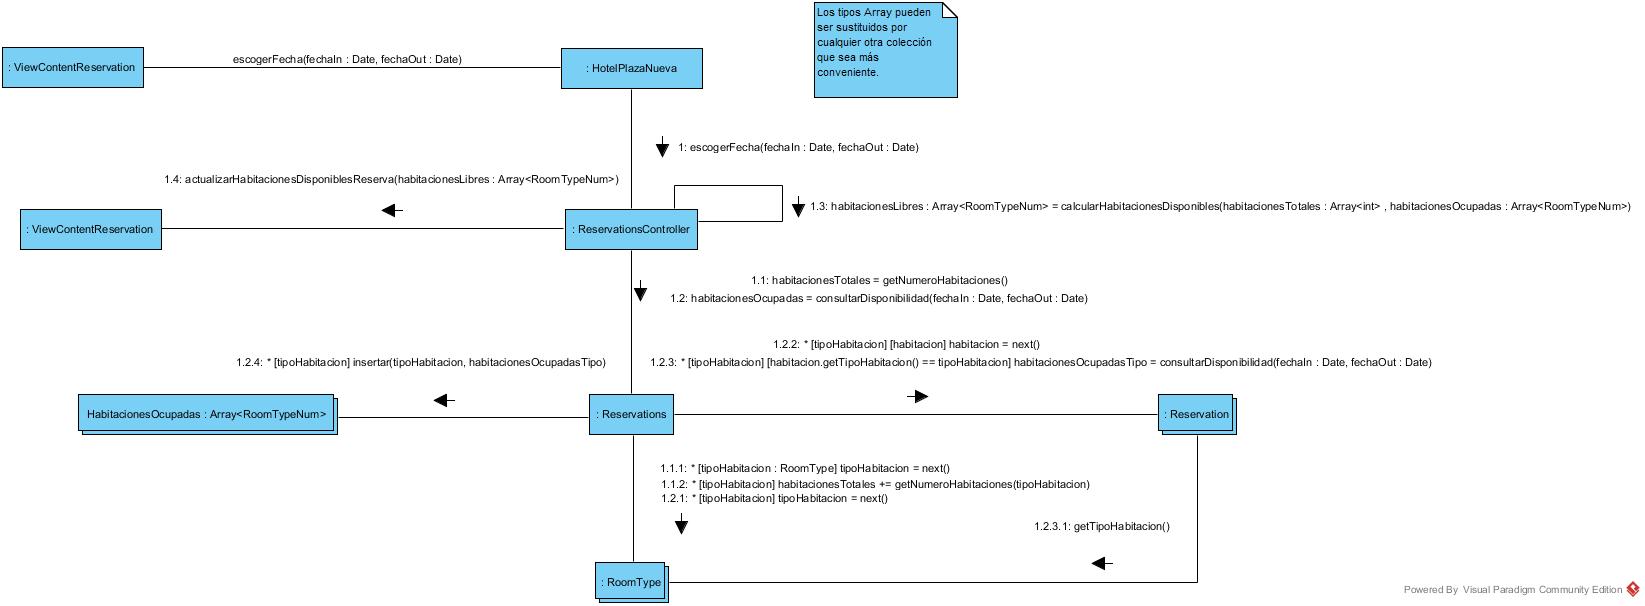 Los tipos Array pueden
ser sustituidos por
cualquier otra colección
que sea más
conveniente.
: ViewContentReservation
escogerFecha(fechaIn : Date, fechaOut : Date)
: HotelPlazaNueva
1: escogerFecha(fechaIn : Date, fechaOut : Date)
1.4: actualizarHabitacionesDisponiblesReserva(habitacionesLibres : Array<RoomTypeNum>)
1.3: habitacionesLibres : Array<RoomTypeNum> = calcularHabitacionesDisponibles(habitacionesTotales : Array<int> , habitacionesOcupadas : Array<RoomTypeNum>)
: ViewContentReservation
: ReservationsController
1.1: habitacionesTotales = getNumeroHabitaciones()
1.2: habitacionesOcupadas = consultarDisponibilidad(fechaIn : Date, fechaOut : Date)
1.2.2: * [tipoHabitacion] [habitacion] habitacion = next()
1.2.4: * [tipoHabitacion] insertar(tipoHabitacion, habitacionesOcupadasTipo)
1.2.3: * [tipoHabitacion] [habitacion.getTipoHabitacion() == tipoHabitacion] habitacionesOcupadasTipo = consultarDisponibilidad(fechaIn : Date, fechaOut : Date)
HabitacionesOcupadas : Array<RoomTypeNum>
: Reservations
: Reservation
1.1.1: * [tipoHabitacion : RoomType] tipoHabitacion = next()
1.1.2: * [tipoHabitacion] habitacionesTotales += getNumeroHabitaciones(tipoHabitacion)
1.2.1: * [tipoHabitacion] tipoHabitacion = next()
1.2.3.1: getTipoHabitacion()
: RoomType
Powered By Visual Paradigm Community Edition